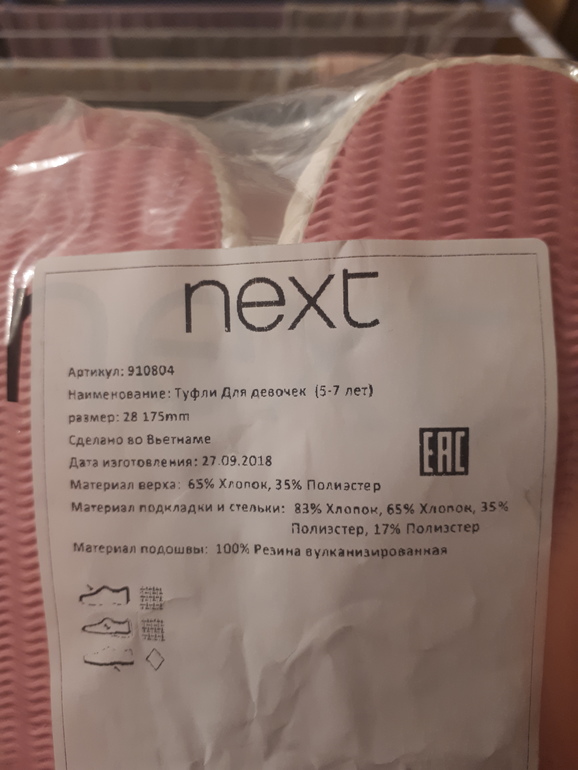 next
Артикул: 910804
Наименование: Туфли Для девочек (5-7 лет)
размер: 28 175mm
Сделано во Вьетнаме
EAC
Дата изготовления: 27.09.2018
Материал верха: 65% Хлопок, 35% Полиэстер
Материал подкладки и стельки: 83% Хлопок, 65% Хлопок, 35%
Полиэстер, 17% Полиэстер
Материал подошвы: 100% Резина вулканизированная